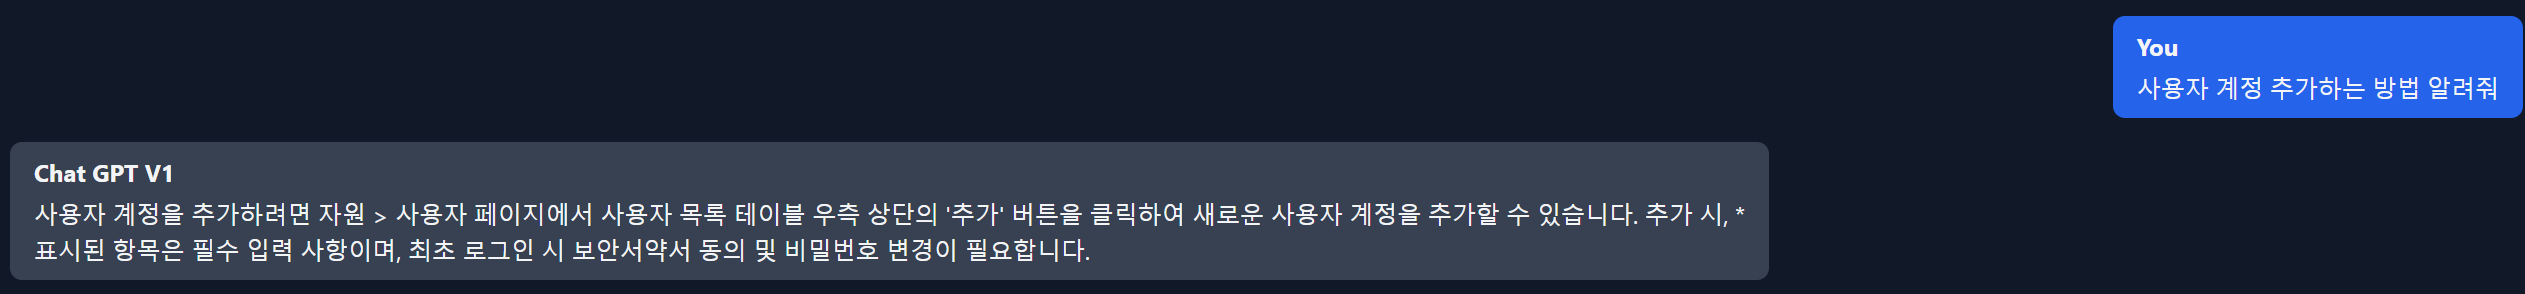 You
사용자 계정 추가하는 방법 알려줘
Chat GPT V1
사용자 계정을 추가하려면 자원 > 사용자 페이지에서 사용자 목록 테이블 우측 상단의 '추가' 버튼을 클릭하여 새로운 사용자 계정을 추가할 수 있습니다. 추가 시, *
표시된 항목은 필수 입력 사항이며, 최초 로그인 시 보안서약서 동의 및 비밀번호 변경이 필요합니다.